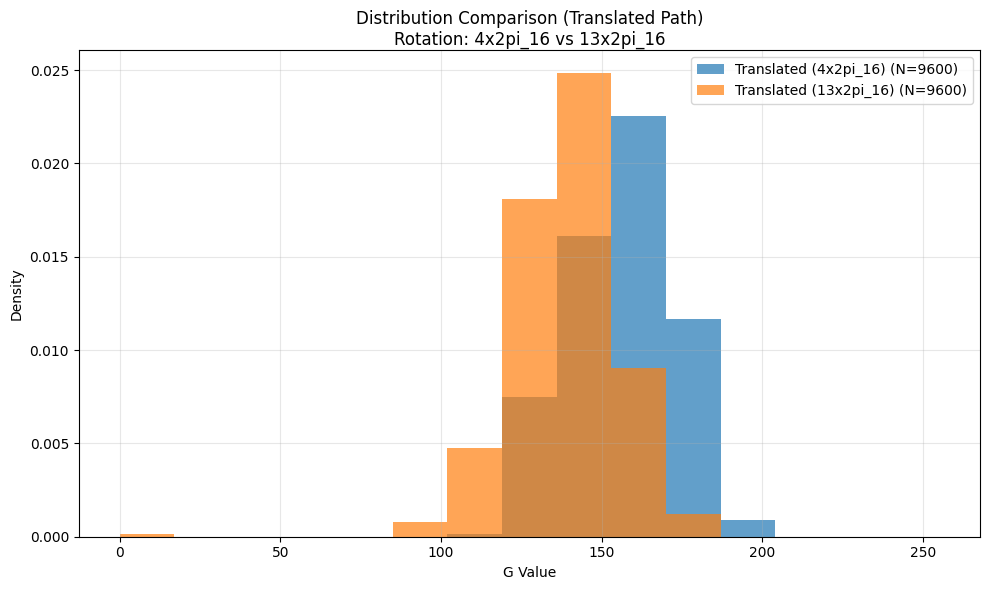 Distribution Comparison (Translated Path)
Rotation: 4x2pi_16 vs 13x2pi_16
Translated (4x2pi_16) (N=9600)
Translated (13x2pi_16) (N=9600)
Density
0.025
0.020
0.015
0.010
0.005
0.000
0 50 100 150 200 250
G Value